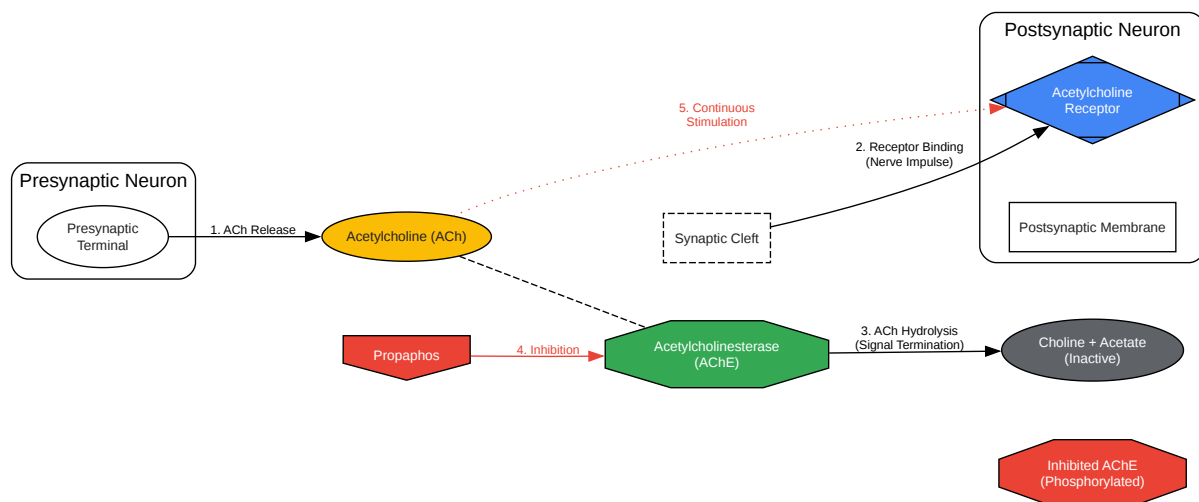 Postsynaptic Neuron
Acetylcholine
Receptor
5. Continuous
Stimulation
2. Receptor Binding
(Nerve Impulse)
Presynaptic Neuron
Presynaptic
Terminal
1. ACh Release
Acetylcholine (ACh)
Synaptic Cleft
Postsynaptic Membrane
Propaphos
4. Inhibition
Acetylcholinesterase
(AChE)
3. ACh Hydrolysis
(Signal Termination)
Choline + Acetate
(Inactive)
Inhibited AChE
(Phosphorylated)